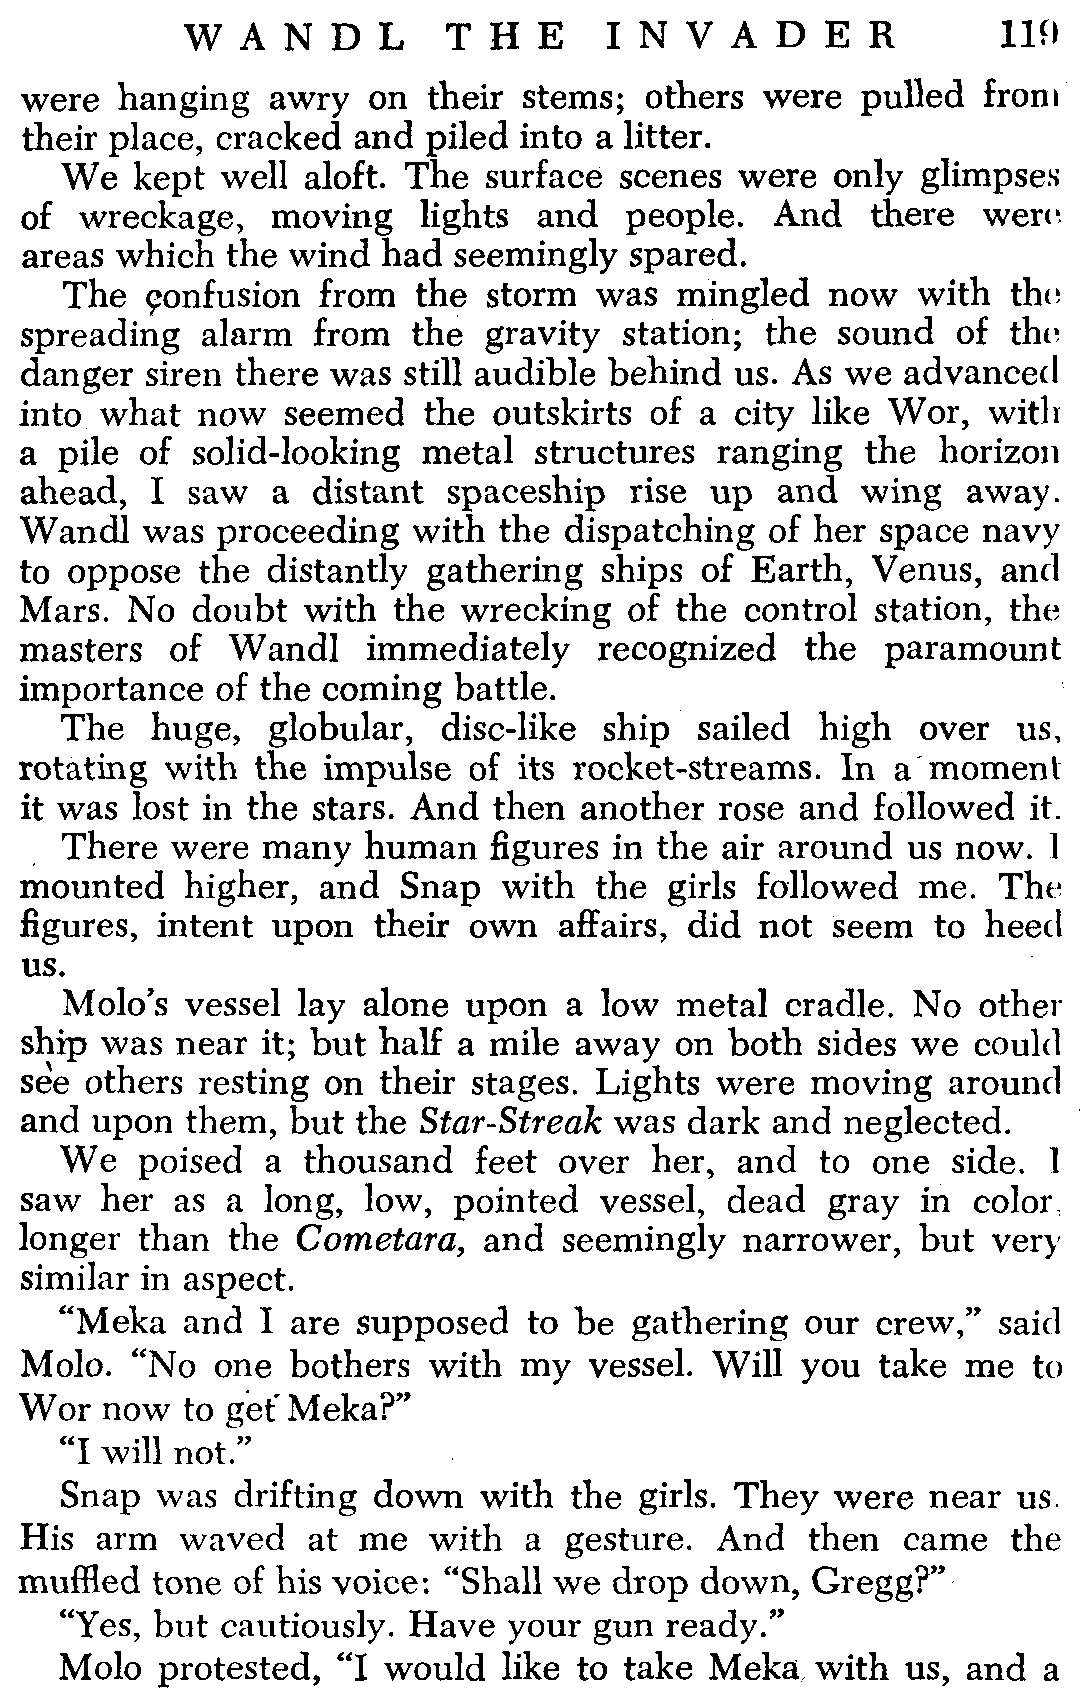 WANDL THE INVADER 119
were hanging awry on their stems; others were pulled from
their place, cracked and piled into a litter.
We kept well aloft. The surface scenes were only glimpses
of wreckage, moving lights and people. And there were
areas which the wind had seemingly spared.
The confusion from the storm was mingled now with the
spreading alarm from the gravity station; the sound of the
danger siren there was still audible behind us. As we advanced
into what now seemed the outskirts of a city like Wor, with
a pile of solid-looking metal structures ranging the horizon
ahead, I saw a distant spaceship rise up and wing away.
Wandl was proceeding with the dispatching of her space navy
to oppose the distantly gathering ships of Earth, Venus, and
Mars. No doubt with the wrecking of the control station, the
masters of Wandl immediately recognized the paramount
importance of the coming battle.
The huge, globular, disc-like ship sailed high over us,
rotating with the impulse of its rocket-streams. In a moment
it was lost in the stars. And then another rose and followed it.
There were many human figures in the air around us now. I
mounted higher, and Snap with the girls followed me. The
figures, intent upon their own affairs, did not seem to heed
us.
Molo's vessel lay alone upon a low metal cradle. No other
ship was near it; but half a mile away on both sides we could
see others resting on their stages. Lights were moving around
and upon them, but the Star-Streak was dark and neglected.
We poised a thousand feet over her, and to one side. I
saw her as a long, low, pointed vessel, dead gray in color,
longer than the Cometara, and seemingly narrower, but very
similar in aspect.
"Meka and I are supposed to be gathering our crew," said
Molo. "No one bothers with my vessel. Will you take me to
Wor now to get Meka?"
"I will not."
Snap was drifting down with the girls. They were near us.
His arm waved at me with a gesture. And then came the
muffled tone of his voice: "Shall we drop down, Gregg?"
"Yes, but cautiously. Have your gun ready."
Molo protested, "I would like to take Meka with us, and a